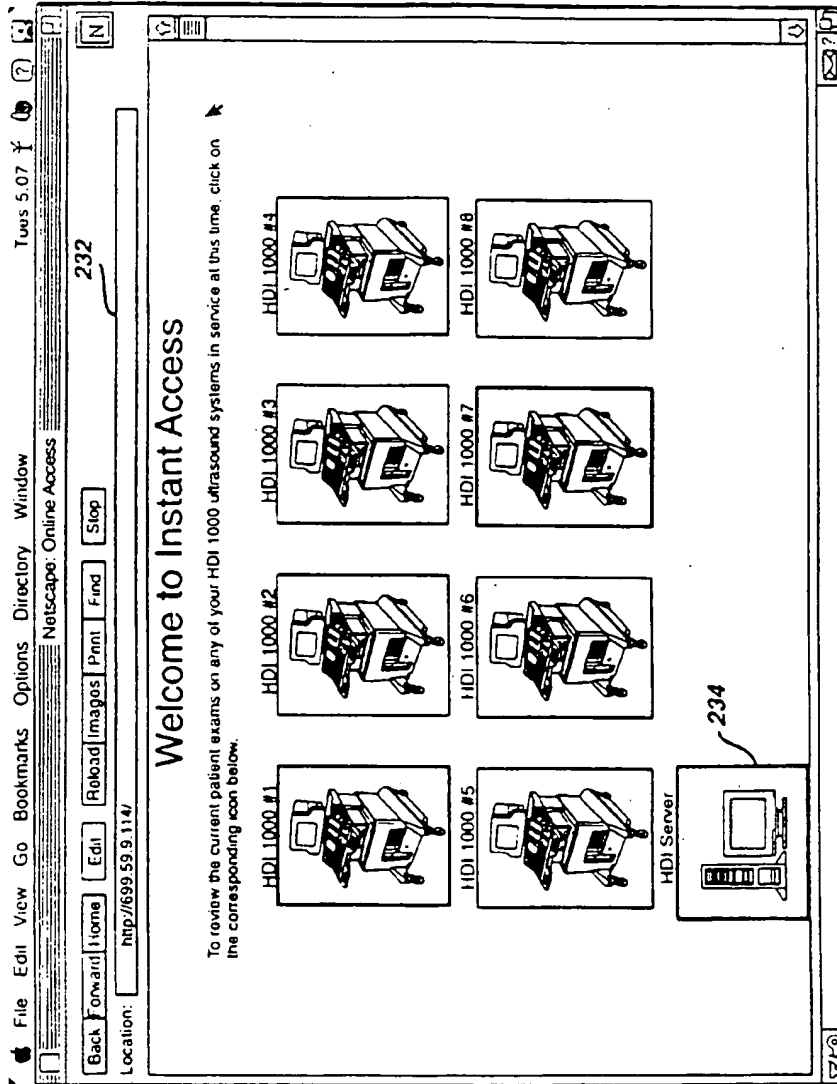 File Edit View Go Bookmarks Options Directory Window Tues 5.07
Netscape: Online Access
Back Forward Home Edit Reload Images Print Find Stop
N
Location: http://699.59.9.114/
232
Welcome to Instant Access
To review the current patient exams on any of your HDI 1000 ultrasound systems in service at this time, click on
the corresponding icon below.
HDI 1000 #1 HDI 1000 #2 HDI 1000 #3 HDI 1000 #4
HDI 1000 #5 HDI 1000 #6 HDI 1000 #7 HDI 1000 #8
HDI Server
234